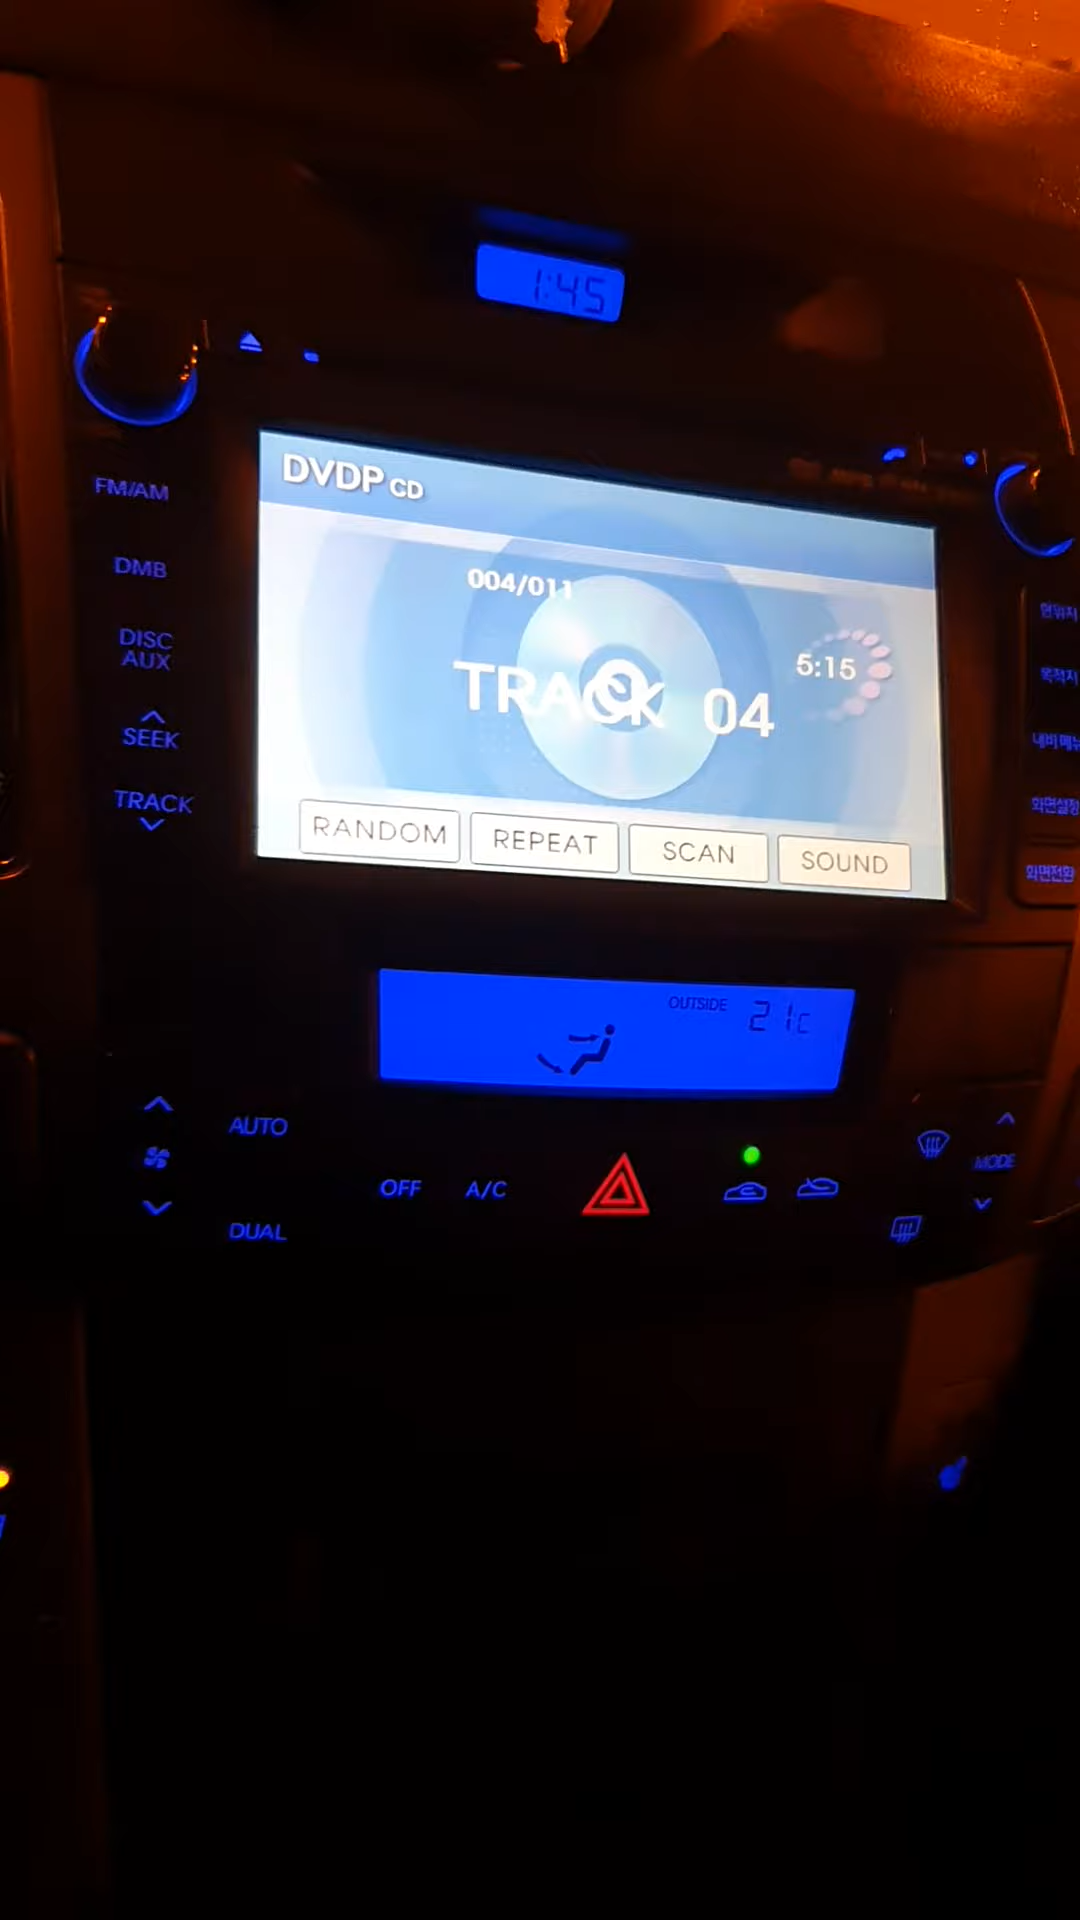 1:45
DVDP CD
FM/AM
004/011
DMB
5:15
현위치
DISC
AUX
TRACK 04
목적지
SEEK
내비메뉴
TRACK
화면설정
RANDOM REPEAT SCAN SOUND
화면전환
OUTSIDE 21c
AUTO
MODE
OFF A/C
DUAL